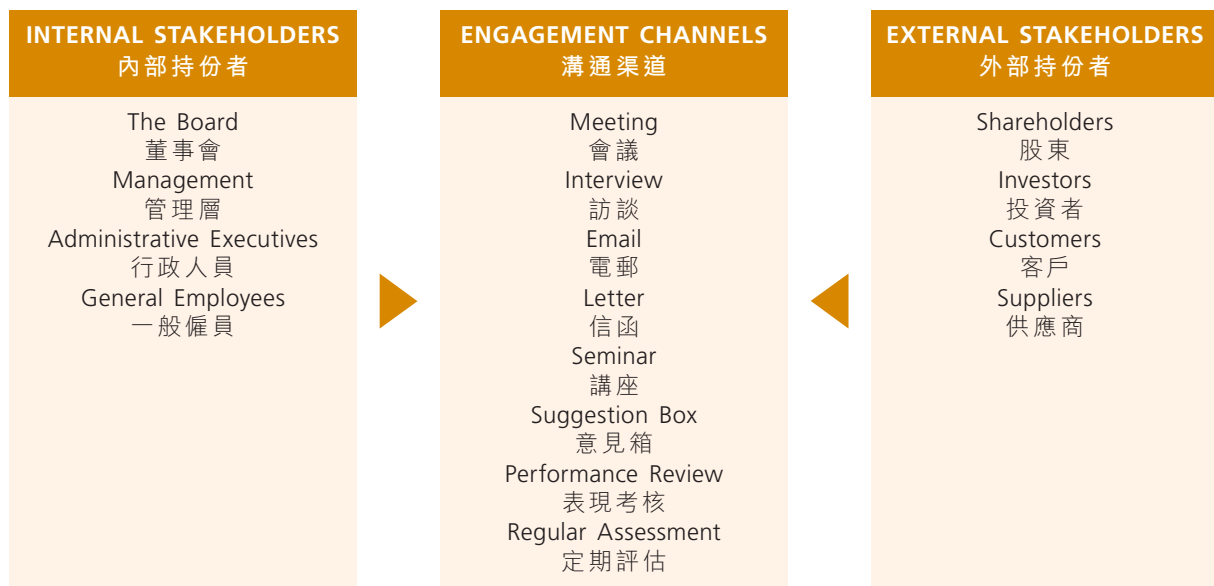 INTERNAL STAKEHOLDERS
內部持份者
The Board
董事會
Management
管理層
Administrative Executives
行政人員
General Employees
一般僱員
ENGAGEMENT CHANNELS
溝通渠道
Meeting
會議
Interview
訪談
Email
電郵
Letter
信函
Seminar
講座
Suggestion Box
意見箱
Performance Review
表現考核
Regular Assessment
定期評估
EXTERNAL STAKEHOLDERS
外部持份者
Shareholders
股東
Investors
投資者
Customers
客戶
Suppliers
供應商